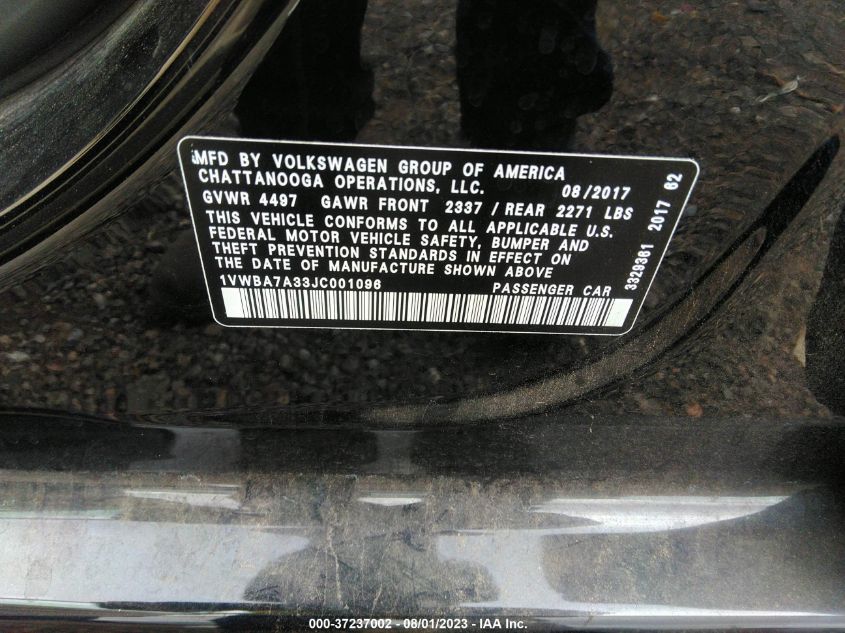 MFD BY VOLKSWAGEN GROUP OF AMERICA
CHATTANOOGA OPERATIONS, LLC. 08/2017
GVWR 4497 GAWR FRONT 2337 / REAR 2271 LBS
THIS VEHICLE CONFORMS TO ALL APPLICABLE U.S.
FEDERAL MOTOR VEHICLE SAFETY, BUMPER AND
THEFT PREVENTION STANDARDS IN EFFECT ON
THE DATE OF MANUFACTURE SHOWN ABOVE
1VWBA7A33JC001096 PASSENGER CAR
3329361 2017 62
000-37237002 - 08/01/2023 - IAA Inc.